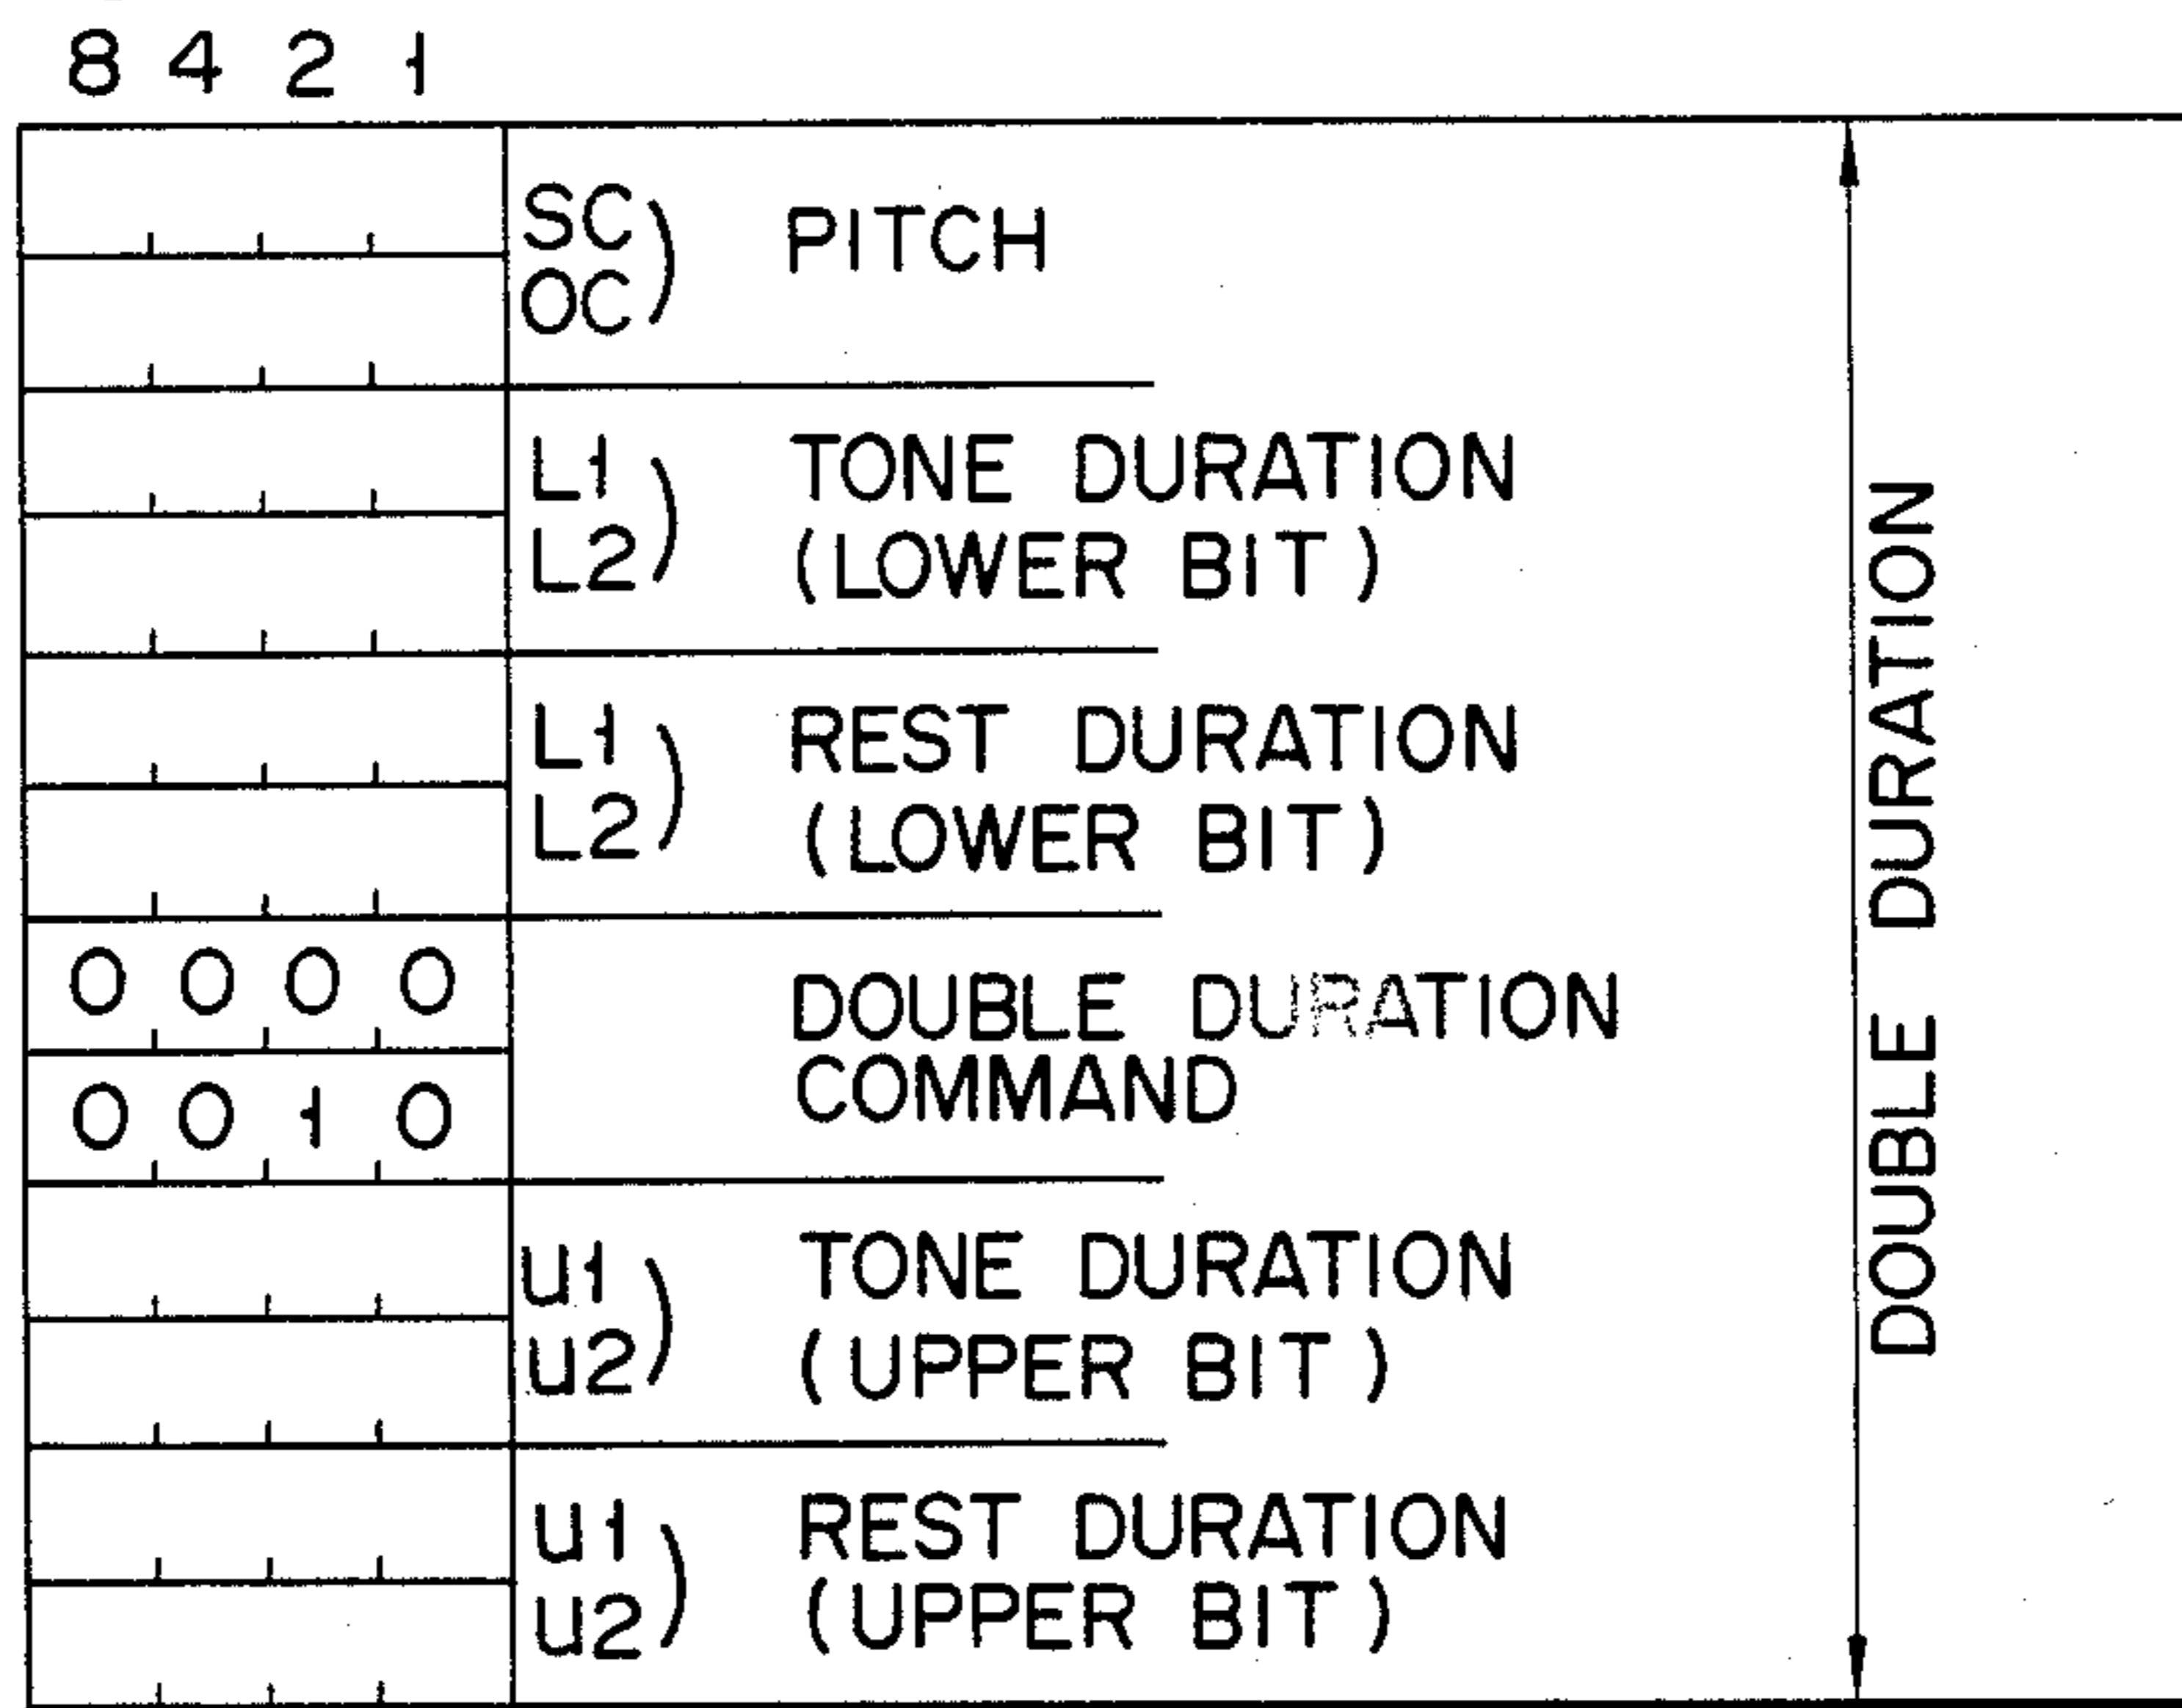 8 4 2 1
SC
OC
) PITCH
L1
L2
) TONE DURATION
(LOWER BIT)
L1
L2
) REST DURATION
(LOWER BIT)
0 0 0 0
0 0 1 0
DOUBLE DURATION
COMMAND
U1
U2
) TONE DURATION
(UPPER BIT)
U1
U2
) REST DURATION
(UPPER BIT)
DOUBLE DURATION